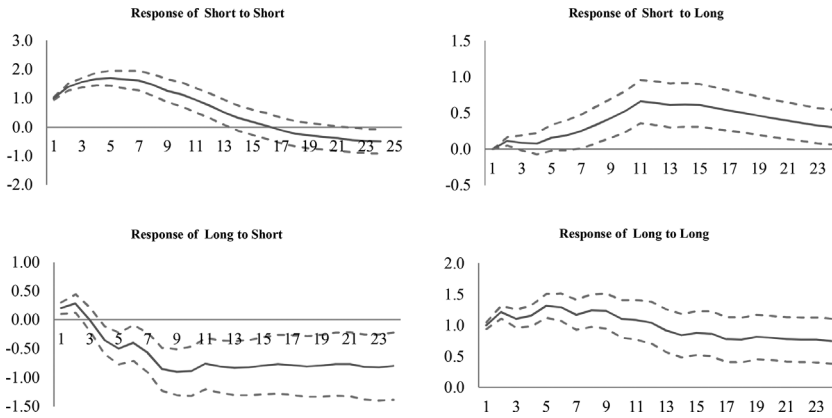 Response of Short to Short
3.0
2.0
1.0
0.0
-1.0
-2.0
1 3 5 7 9 11 13 15 17 19 21 23 25
Response of Short to Long
1.5
1.0
0.5
0.0
-0.5
1 3 5 7 9 11 13 15 17 19 21 23
Response of Long to Short
1.00
0.50
0.00
-0.50
-1.00
-1.50
1 3 5 7 9 11 13 15 17 19 21 23
Response of Long to Long
2.0
1.5
1.0
0.5
0.0
1 3 5 7 9 11 13 15 17 19 21 23